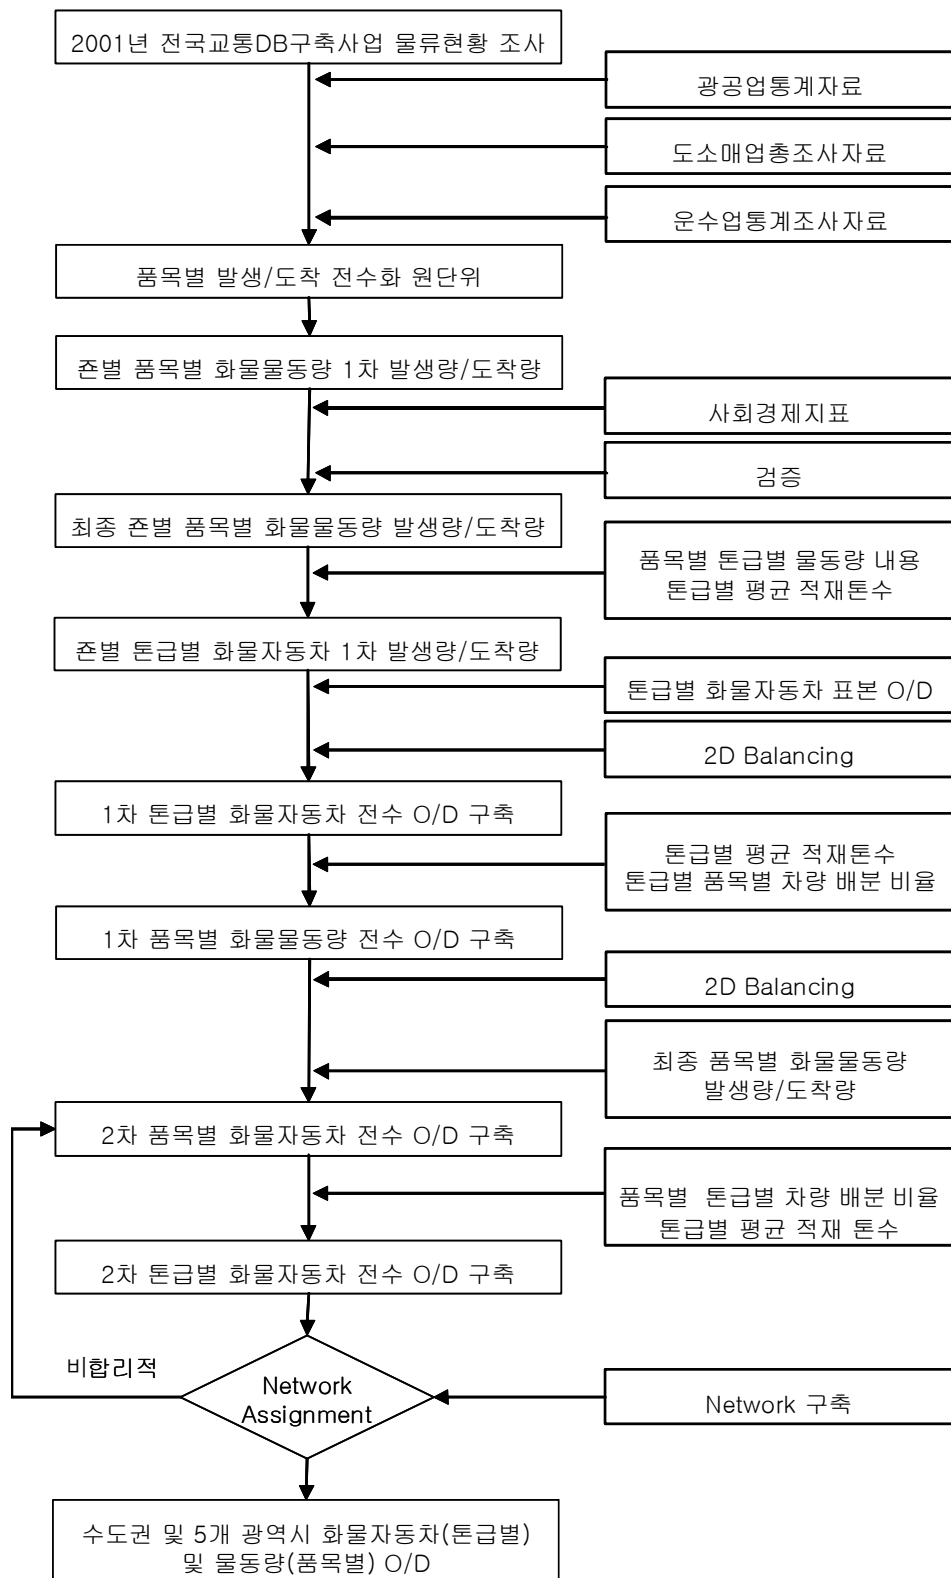 2001년 전국교통DB구축사업 물류현황 조사
광공업통계자료
도소매업총조사자료
운수업통계조사자료
품목별 발생/도착 전수화 원단위
죤별 품목별 화물물동량 1차 발생량/도착량
사회경제지표
검증
최종 죤별 품목별 화물물동량 발생량/도착량
품목별 톤급별 물동량 내용
톤급별 평균 적재톤수
죤별 톤급별 화물자동차 1차 발생량/도착량
톤급별 화물자동차 표본 O/D
2D Balancing
1차 톤급별 화물자동차 전수 O/D 구축
톤급별 평균 적재톤수
톤급별 품목별 차량 배분 비율
1차 품목별 화물물동량 전수 O/D 구축
2D Balancing
최종 품목별 화물물동량
발생량/도착량
2차 품목별 화물자동차 전수 O/D 구축
품목별 톤급별 차량 배분 비율
톤급별 평균 적재 톤수
2차 톤급별 화물자동차 전수 O/D 구축
비합리적
Network
Assignment
Network 구축
수도권 및 5개 광역시 화물자동차(톤급별)
및 물동량(품목별) O/D